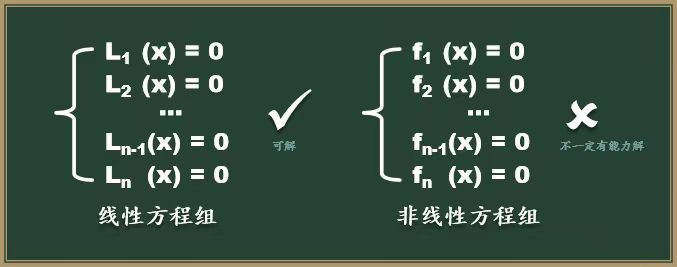 L₁ (x) = 0
L₂ (x) = 0
...
Lₙ₋₁(x) = 0
Lₙ (x) = 0
可解
线性方程组
f₁ (x) = 0
f₂ (x) = 0
...
fₙ₋₁(x) = 0
fₙ (x) = 0
不一定有能力解
非线性方程组